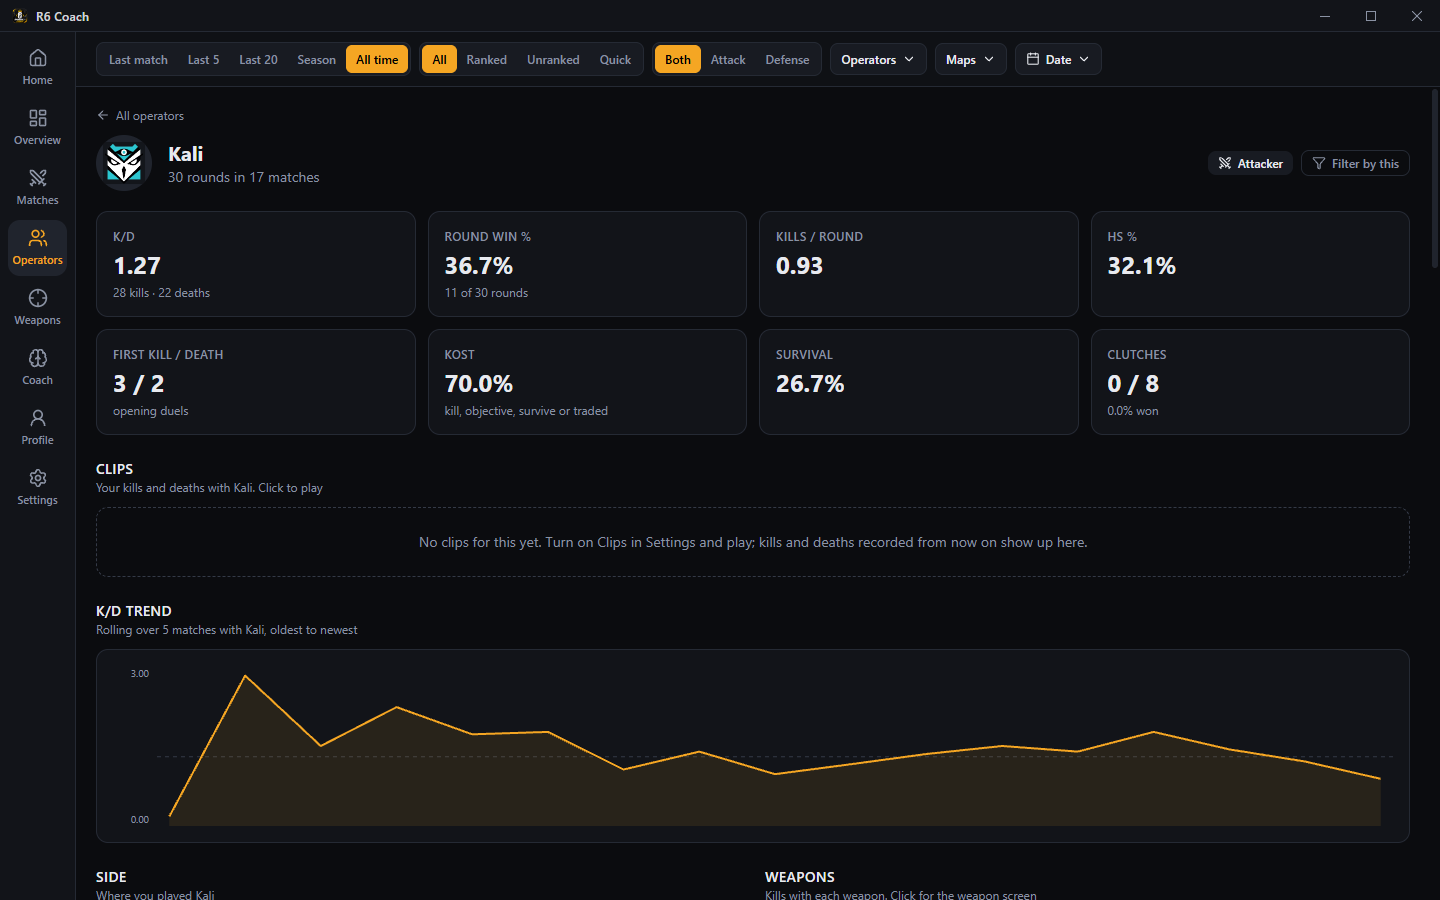 R6 Coach
Last match Last 5 Last 20 Season All time All Ranked Unranked Quick Both Attack Defense Operators Maps Date
Home
Overview
Matches
Operators
Weapons
Coach
Profile
Settings
All operators
Kali
30 rounds in 17 matches
Attacker
Filter by this
K/D
1.27
28 kills · 22 deaths
ROUND WIN %
36.7%
11 of 30 rounds
KILLS / ROUND
0.93
HS %
32.1%
FIRST KILL / DEATH
3 / 2
opening duels
KOST
70.0%
kill, objective, survive or traded
SURVIVAL
26.7%
CLUTCHES
0 / 8
0.0% won
CLIPS
Your kills and deaths with Kali. Click to play
No clips for this yet. Turn on Clips in Settings and play; kills and deaths recorded from now on show up here.
K/D TREND
Rolling over 5 matches with Kali, oldest to newest
3.00
0.00
SIDE
Where you played Kali
WEAPONS
Kills with each weapon. Click for the weapon screen